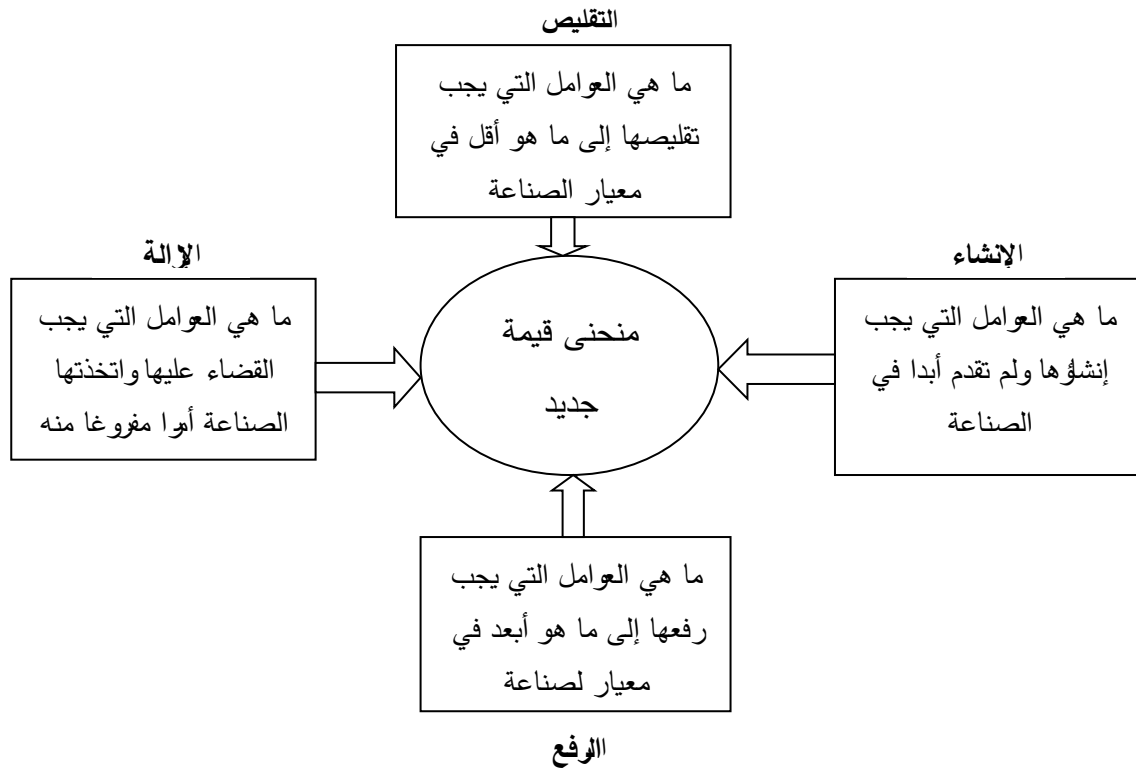 التقليص
ما هي العوامل التي يجب
تقليصها إلى ما هو أقل في
معيار الصناعة
الإنشاء
ما هي العوامل التي يجب
إنشاؤها ولم تقدم أبدا في
الصناعة
منحنى قيمة
جديد
الإزالة
ما هي العوامل التي يجب
القضاء عليها واتخذتها
الصناعة أمرا مفروغا منه
ما هي العوامل التي يجب
رفعها إلى ما هو أبعد في
معيار لصناعة
االرفع